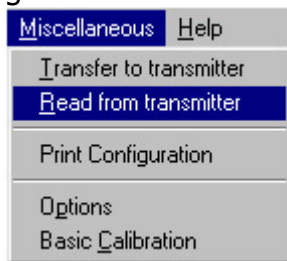 Miscellaneous Help
Transfer to transmitter
Read from transmitter
Print Configuration
Options
Basic Calibration